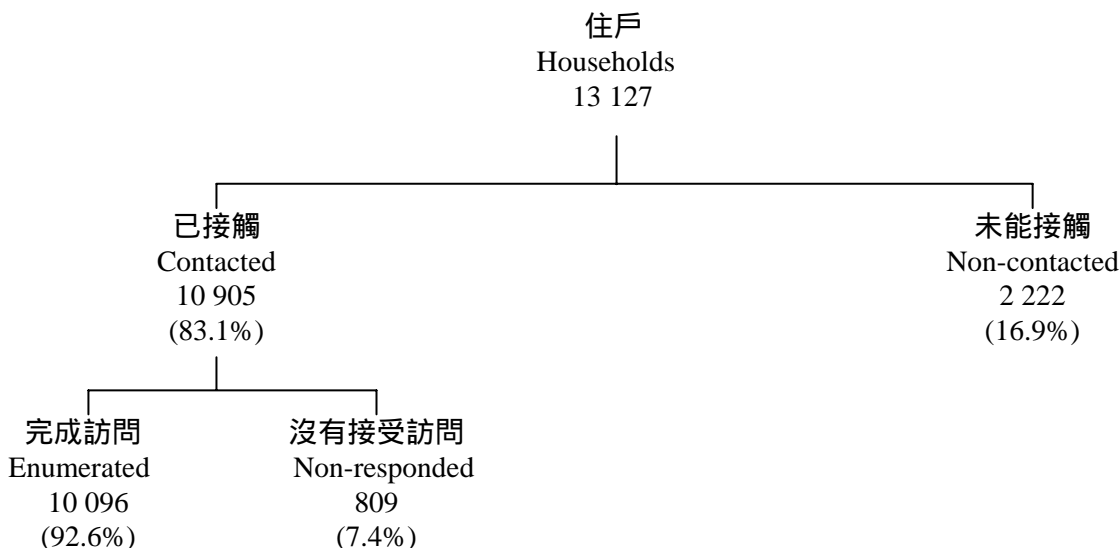 住戶
Households
13 127
已接觸
Contacted
10 905
(83.1%)
未能接觸
Non-contacted
2 222
(16.9%)
完成訪問
Enumerated
10 096
(92.6%)
沒有接受訪問
Non-responded
809
(7.4%)